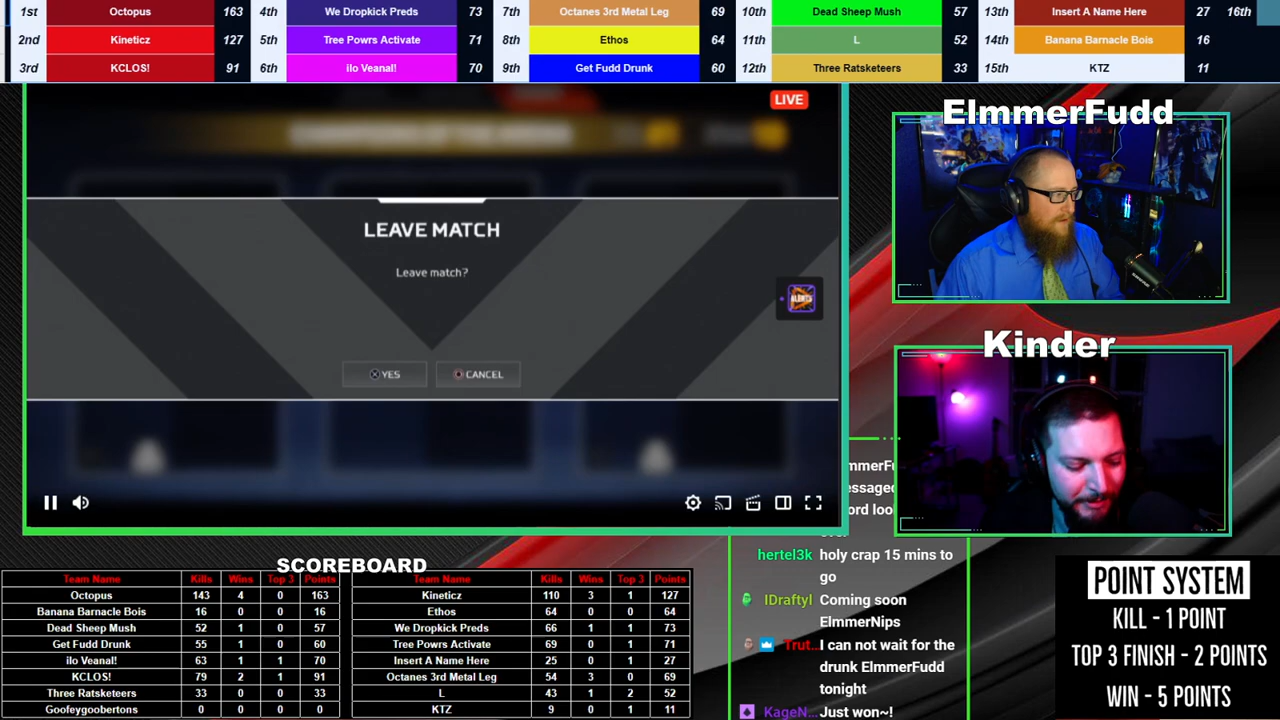 1st Octopus 163 4th We Dropkick Preds 73 7th Octanes 3rd Metal Leg 69 10th Dead Sheep Mush 57 13th Insert A Name Here 27 16th
2nd Kineticz 127 5th Tree Powrs Activate 71 8th Ethos 64 11th L 52 14th Banana Barnacle Bois 16
3rd KCLOS! 91 6th ilo Veanal! 70 9th Get Fudd Drunk 60 12th Three Ratsketeers 33 15th KTZ 11
LIVE
LEAVE MATCH
Leave match?
YES CANCEL
ElmmerFudd
Kinder
hertel3k holy crap 15 mins to
go
IDraftyI Coming soon
ElmmerNips
Trut... I can not wait for the
drunk ElmmerFudd
tonight
KageN... Just won~!
SCOREBOARD
Team Name Kills Wins Top 3 Points
Octopus 143 4 0 163
Banana Barnacle Bois 16 0 0 16
Dead Sheep Mush 52 1 0 57
Get Fudd Drunk 55 1 0 60
ilo Veanal! 63 1 1 70
KCLOS! 79 2 1 91
Three Ratsketeers 33 0 0 33
Goofeygoobertons 0 0 0 0
Team Name Kills Wins Top 3 Points
Kineticz 110 3 1 127
Ethos 64 0 0 64
We Dropkick Preds 66 1 1 73
Tree Powrs Activate 69 0 1 71
Insert A Name Here 25 0 1 27
Octanes 3rd Metal Leg 54 3 0 69
L 43 1 2 52
KTZ 9 0 1 11
POINT SYSTEM
KILL - 1 POINT
TOP 3 FINISH - 2 POINTS
WIN - 5 POINTS